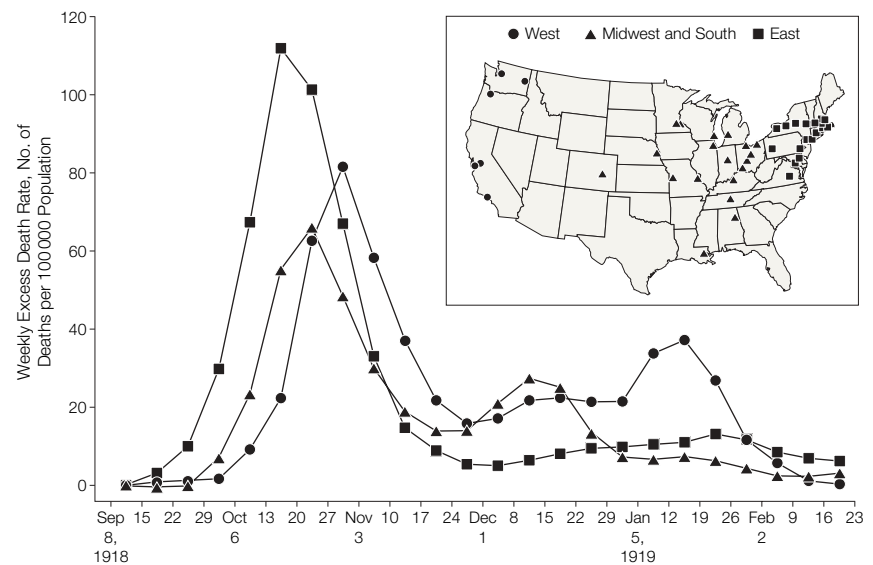 120
100
80
60
40
20
0
Weekly Excess Death Rate, No. of
Deaths per 100 000 Population
West
Midwest and South
East
Sep 15 22 29 Oct 13 20 27 Nov 10 17 24 Dec 8 15 22 29 Jan 12 19 26 Feb 9 16 23
8, 6 3 1 5, 2
1918 1919